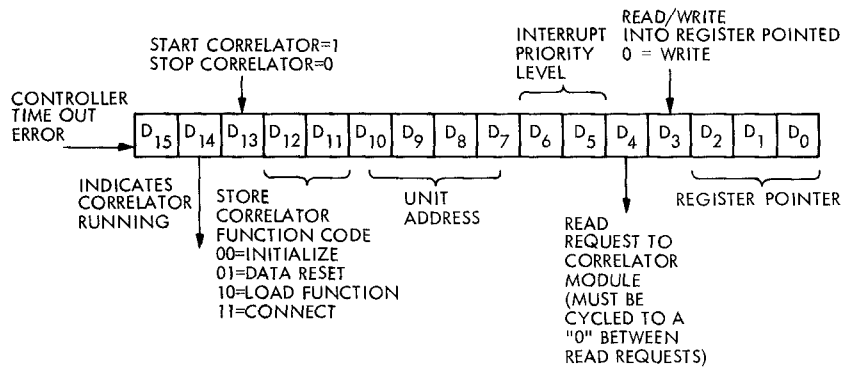 START CORRELATOR=1
STOP CORRELATOR=0
INTERRUPT
PRIORITY
LEVEL
READ/WRITE
INTO REGISTER POINTED
0 = WRITE
CONTROLLER
TIME OUT
ERROR
D15 D14 D13 D12 D11 D10 D9 D8 D7 D6 D5 D4 D3 D2 D1 D0
INDICATES
CORRELATOR
RUNNING
STORE
CORRELATOR
FUNCTION CODE
00=INITIALIZE
01=DATA RESET
10=LOAD FUNCTION
11=CONNECT
UNIT
ADDRESS
READ
REQUEST TO
CORRELATOR
MODULE
(MUST BE
CYCLED TO A
"0" BETWEEN
READ REQUESTS)
REGISTER POINTER